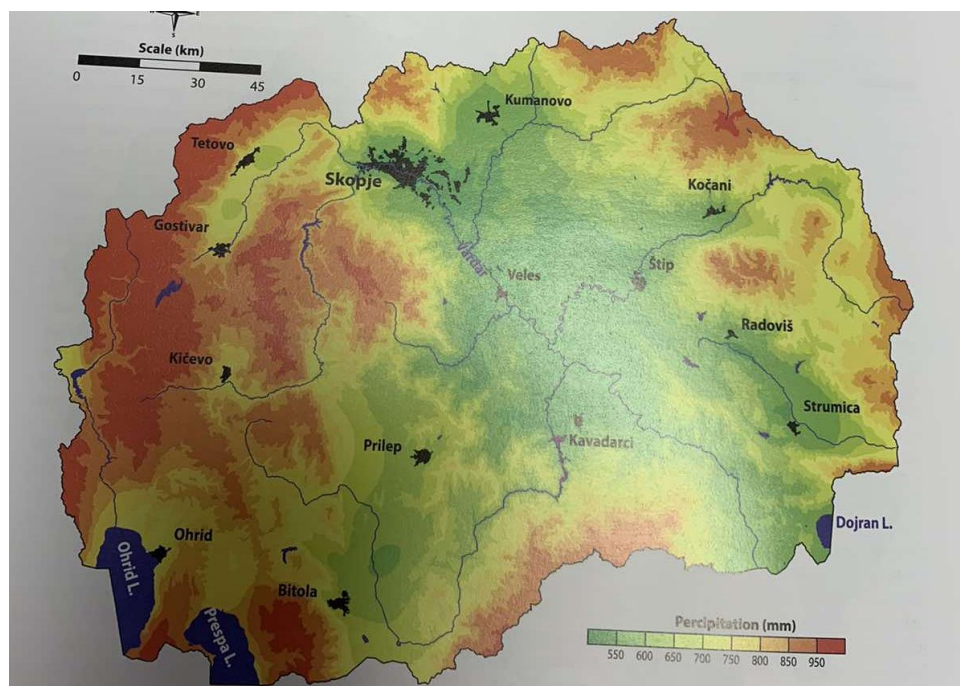 S
Scale (km)
0 15 30 45
Kumanovo
Tetovo
Skopje
Kočani
Gostivar
Vardar
Štip
Veles
Radoviš
Kičevo
Strumica
Kavadarci
Prilep
Dojran L.
Ohrid
Ohrid L.
Bitola
Prespa L.
Percipitation (mm)
550 600 650 700 750 800 850 950